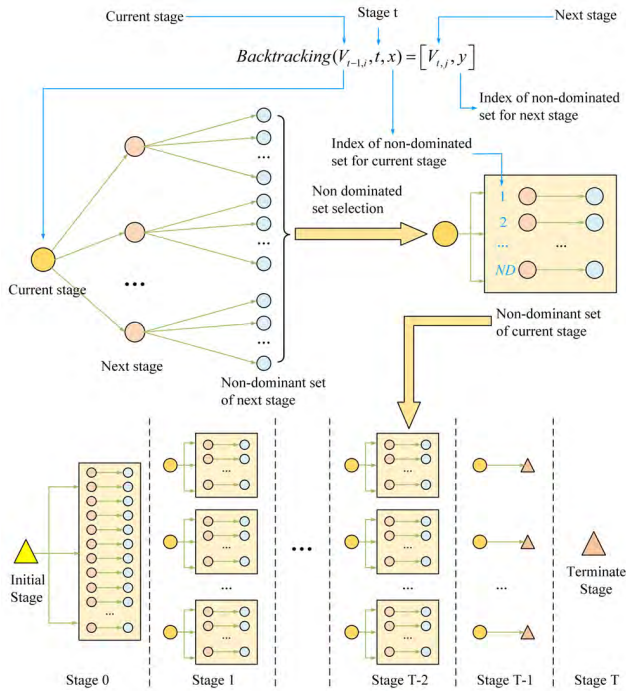 Current stage
Stage t
Next stage
Backtracking(V_{t-1,i},t,x)=[V_{t,j},y]
Index of non-dominated
set for next stage
Index of non-dominated
set for current stage
...
Non dominated
set selection
1
2
...
...
ND
...
Current stage
...
Next stage
...
Non-dominant set
of next stage
Non-dominant set
of current stage
...
...
...
...
...
...
...
...
Initial
Stage
...
...
...
...
...
Terminate
Stage
Stage 0
Stage 1
Stage T-2
Stage T-1
Stage T